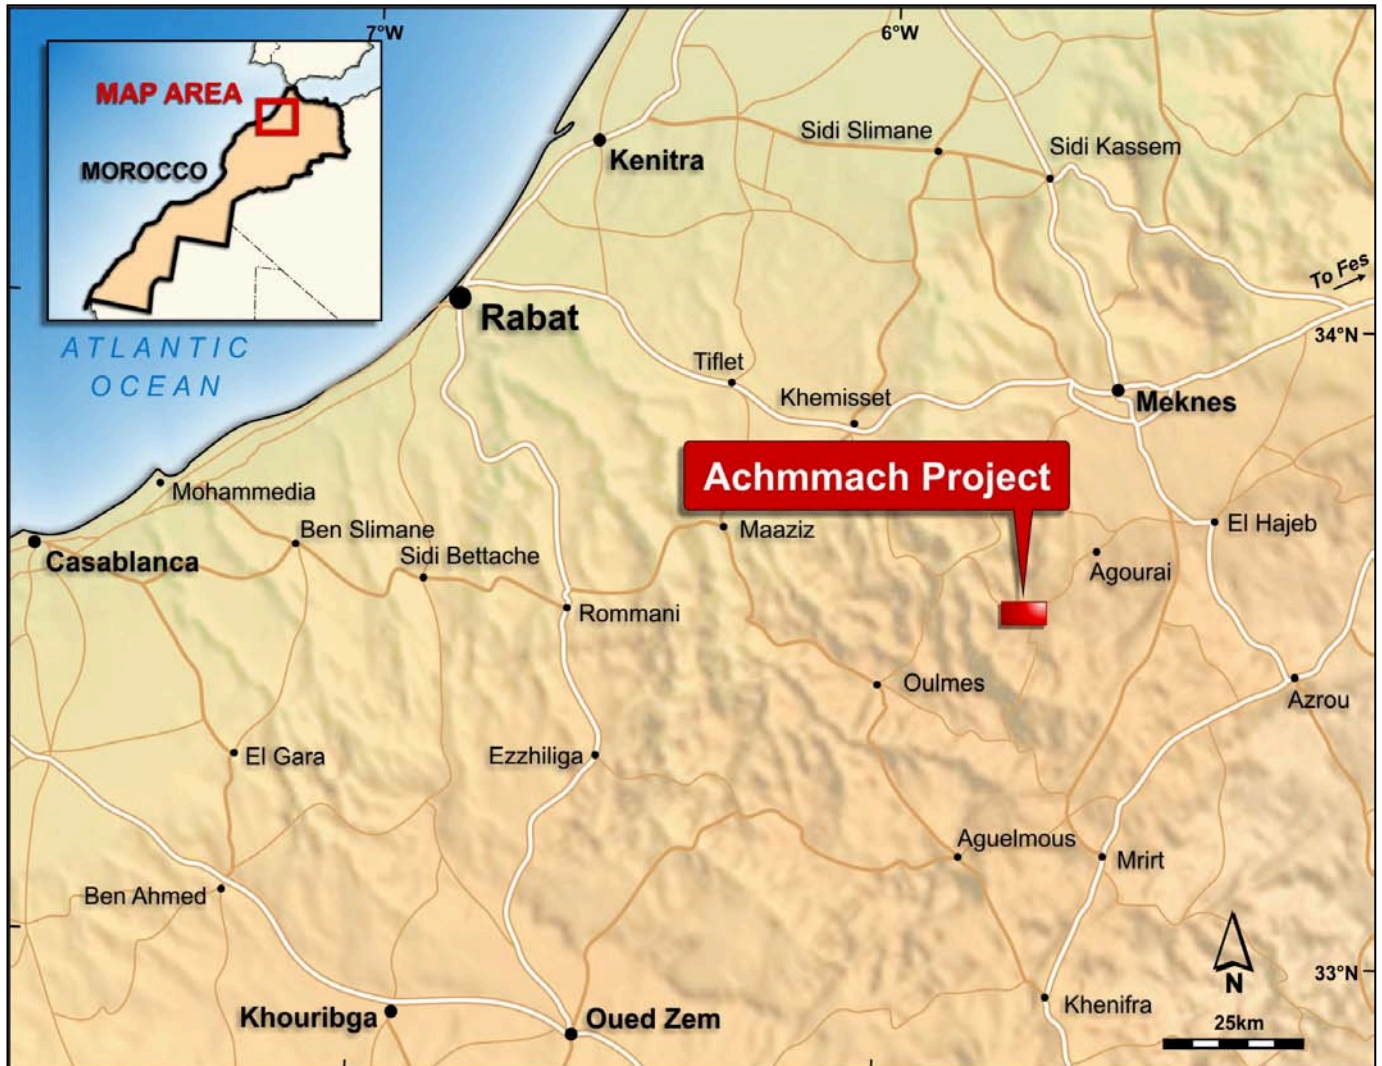 7°W
6°W
MAP AREA
MOROCCO
Sidi Slimane
Sidi Kassem
Kenitra
To Fes
Rabat
34°N
ATLANTIC
OCEAN
Tiflet
Khemisset
Meknes
Achmmach Project
Mohammedia
Ben Slimane
Maaziz
El Hajeb
Casablanca
Sidi Bettache
Agourai
Rommani
Oulmes
Azrou
El Gara
Ezzhiliga
Aguelmous
Mrirt
Ben Ahmed
33°N
N
Khenifra
Khouribga
Oued Zem
25km